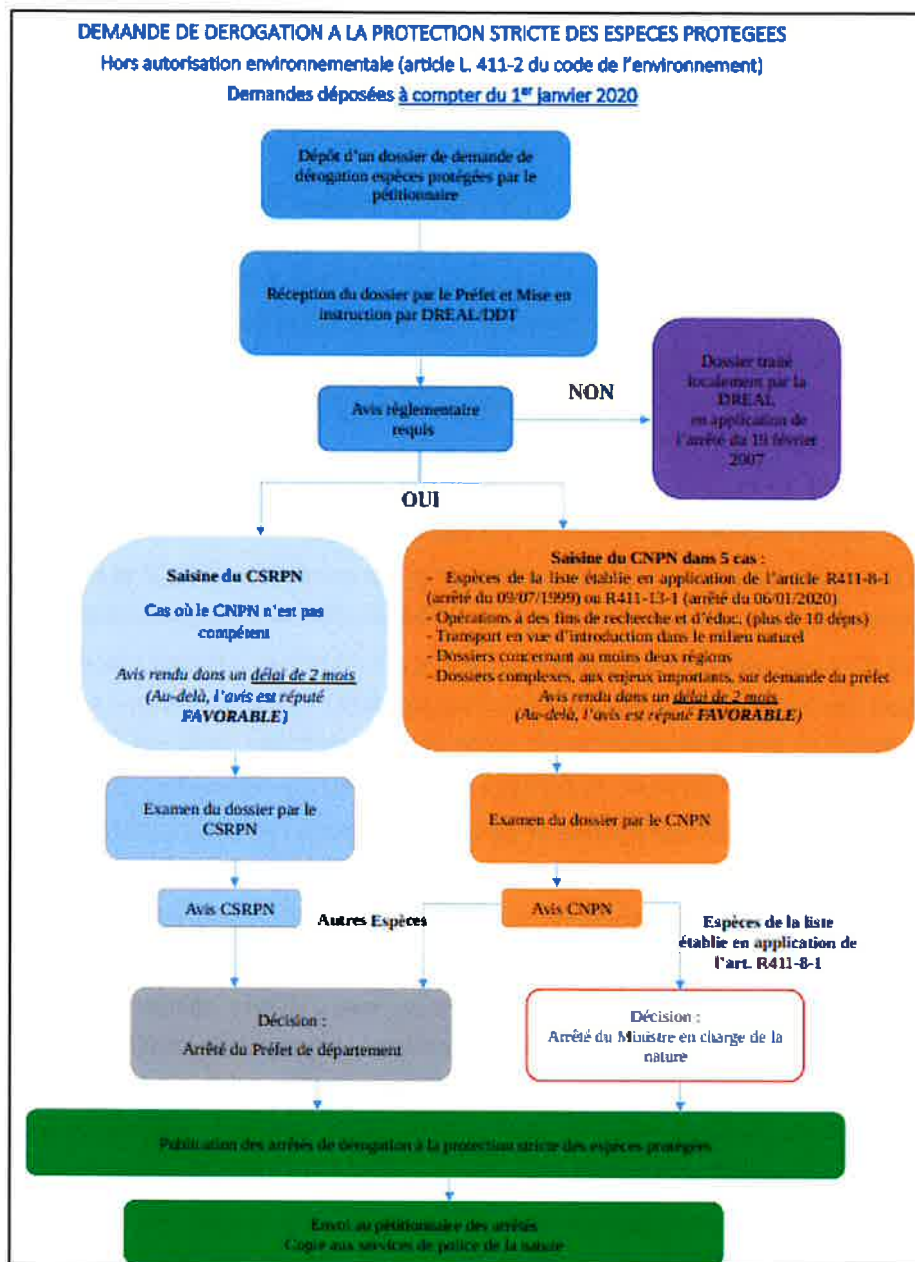 DEMANDE DE DEROGATION A LA PROTECTION STRICTE DES ESPECES PROTEGEES
Hors autorisation environnementale (article L. 411-2 du code de l'environnement)
Demandes déposées à compter du 1er janvier 2020
Dépôt d'un dossier de demande de
dérogation espèces protégées par le
pétitionnaire
Réception du dossier par le Préfet et Mise en
instruction par DREAL/DDT
Avis réglementaire
requis
NON
Dossier traité
localement par la
DREAL
en application de
l'arrêté du 19 février
2007
OUI
Saisine du CSRPN
Cas où le CNPN n'est pas
compétent
Avis rendu dans un délai de 2 mois
(Au-delà, l'avis est réputé
FAVORABLE)
Saisine du CNPN dans 5 cas :
- Espèces de la liste établie en application de l'article R411-8-1
(arrêté du 09/07/1999) ou R411-13-1 (arrêté du 06/01/2020)
- Opérations à des fins de recherche et d'éduc. (plus de 10 dépts)
- Transport en vue d'introduction dans le milieu naturel
- Dossiers concernant au moins deux régions
- Dossiers complexes, aux enjeux importants, sur demande du préfet
Avis rendu dans un délai de 2 mois
(Au-delà, l'avis est réputé FAVORABLE)
Examen du dossier par le
CSRPN
Examen du dossier par le CNPN
Avis CSRPN
Autres Espèces
Avis CNPN
Espèces de la liste
établie en application de
l'art. R411-8-1
Décision :
Arrêté du Préfet de département
Décision :
Arrêté du Ministre en charge de la
nature
Publication des arrêtés de dérogation à la protection stricte des espèces protégées
Envoi au pétitionnaire des arrêtés
Copie aux services de police de la nature